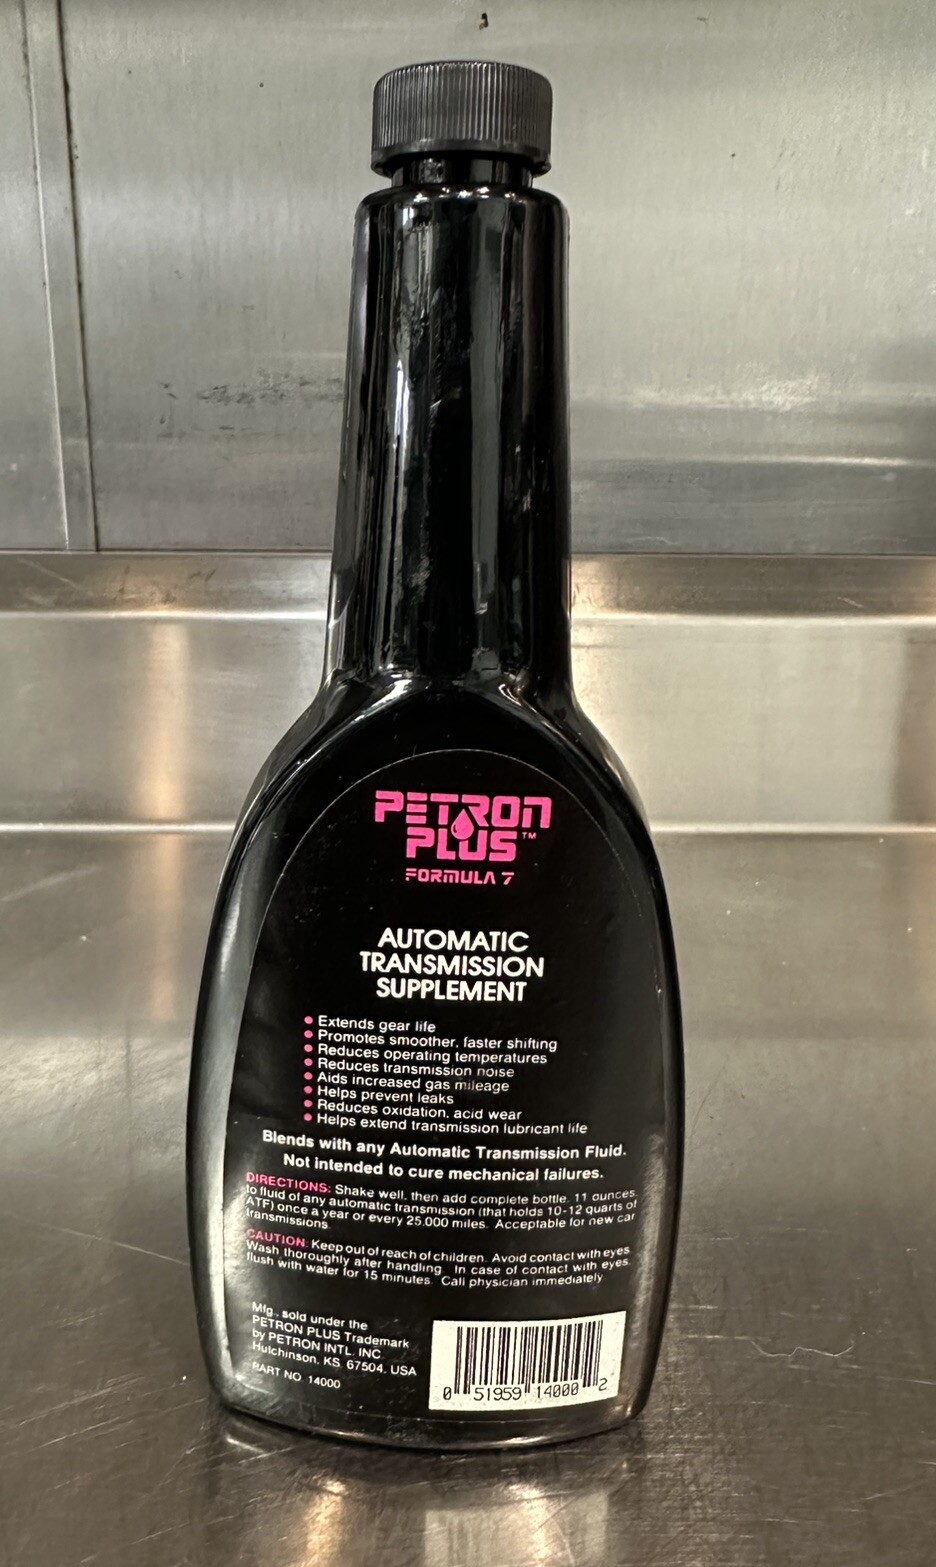 PETRON
PLUS™
FORMULA 7
AUTOMATIC
TRANSMISSION
SUPPLEMENT
• Extends gear life
• Promotes smoother, faster shifting
• Reduces operating temperatures
• Reduces transmission noise
• Aids increased gas mileage
• Helps prevent leaks
• Reduces oxidation, acid wear
• Helps extend transmission lubricant life
Blends with any Automatic Transmission Fluid.
Not intended to cure mechanical failures.
DIRECTIONS: Shake well, then add complete bottle, 11 ounces,
to fluid of any automatic transmission (that holds 10-12 quarts of
ATF) once a year or every 25,000 miles. Acceptable for new car
transmissions.
CAUTION: Keep out of reach of children. Avoid contact with eyes.
Wash thoroughly after handling. In case of contact with eyes,
flush with water for 15 minutes. Call physician immediately.
Mfg., sold under the
PETRON PLUS Trademark
by PETRON INTL. INC.
Hutchinson, KS 67504, USA
PART NO. 14000
0 51959 14000 2